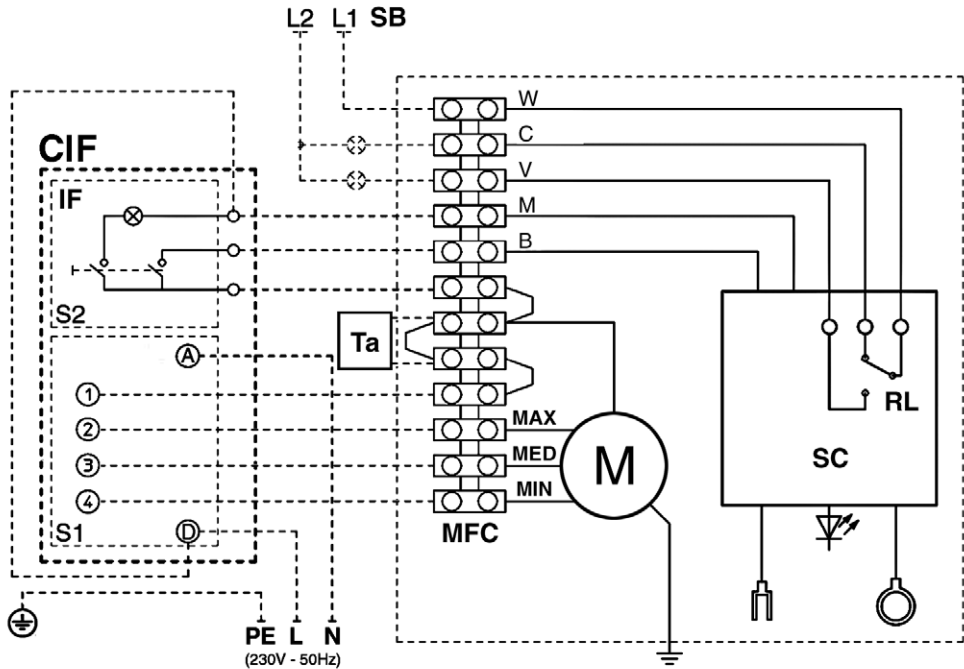 L2 L1 SB
W
C
CIF
V
IF
M
B
S2
Ta
A
RL
1
MAX
2
M
MED
SC
3
MIN
4
S1
D
MFC
PE L N
(230V - 50Hz)